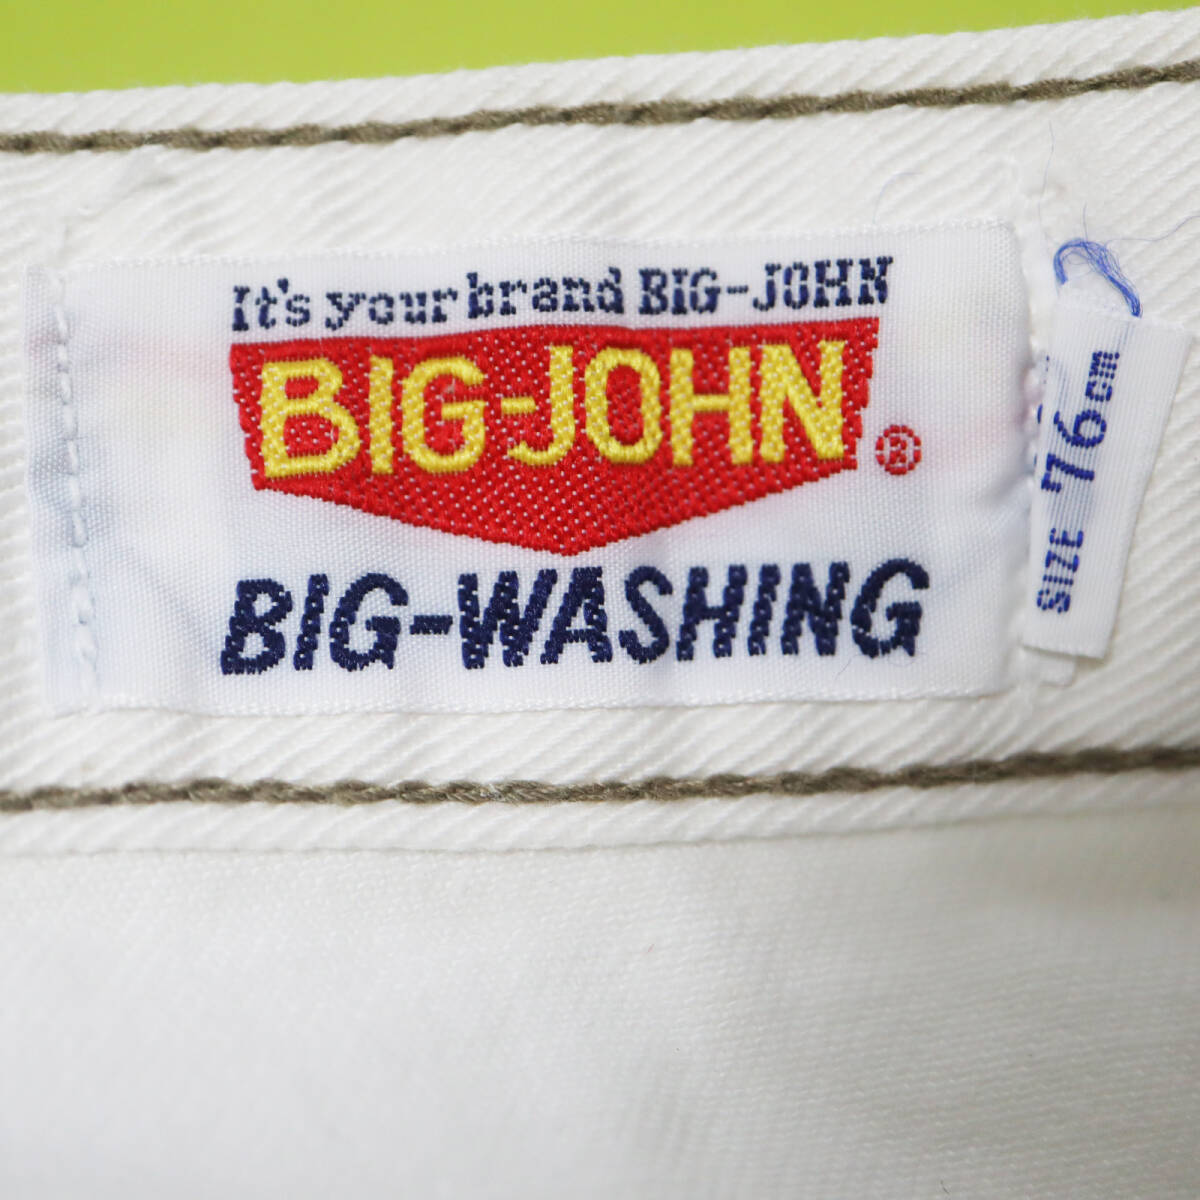 It's your brand BIG-JOHN
BIG-JOHN ®
BIG-WASHING
SIZE 76cm